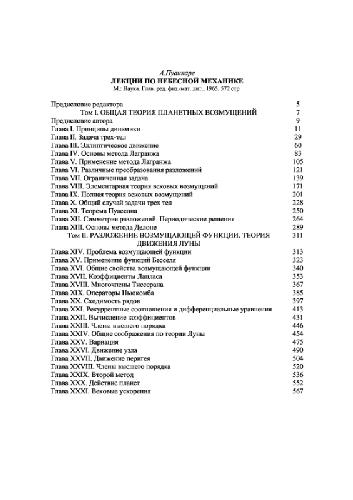 А.Пуанкаре
ЛЕКЦИИ ПО НЕБЕСНОЙ МЕХАНИКЕ
М.: Наука. Глав. ред. физ.-мат. лит., 1965. 572 стр
Предисловие редактора 5
Том I. ОБЩАЯ ТЕОРИЯ ПЛАНЕТНЫХ ВОЗМУЩЕНИЙ 7
Предисловие автора 9
Глава I. Принципы динамики 11
Глава II. Задача трех тел 29
Глава III. Эллиптическое движение 60
Глава IV. Основы метода Лагранжа 83
Глава V. Применение метода Лагранжа 105
Глава VI. Различные преобразования разложений 121
Глава VII. Ограниченная задача 139
Глава VIII. Элементарная теория вековых возмущений 171
Глава IX. Полная теория вековых возмущений 201
Глава X. Общий случай задачи трех тел 228
Глава XI. Теорема Пуассона 250
Глава XII. Симметрия разложений. Периодические решения 264
Глава XIII. Основы метода Делоне 289
Том II. РАЗЛОЖЕНИЕ ВОЗМУЩАЮЩЕЙ ФУНКЦИИ. ТЕОРИЯ 311
ДВИЖЕНИЯ ЛУНЫ
Глава XIV. Проблема возмущающей функции 313
Глава XV. Применение функций Бесселя 323
Глава XVI. Общие свойства возмущающей функции 340
Глава XVII. Коэффициенты Лапласа 353
Глава XVIII. Многочлены Тиссерана 367
Глава XIX. Операторы Ньюкомба 385
Глава XX. Сходимость рядов 397
Глава XXI. Рекуррентные соотношения и дифференциальные уравнения 413
Глава XXII. Вычисление коэффициентов 431
Глава XXIII. Члены высшего порядка 446
Глава XXIV. Общие соображения по теории Луны 454
Глава XXV. Вариация 475
Глава XXVI. Движение узла 490
Глава XXVII. Движение перигея 504
Глава XXVIII. Члены высшего порядка 520
Глава XXIX. Второй метод 536
Глава XXX. Действие планет 552
Глава XXXI. Вековые ускорения 567